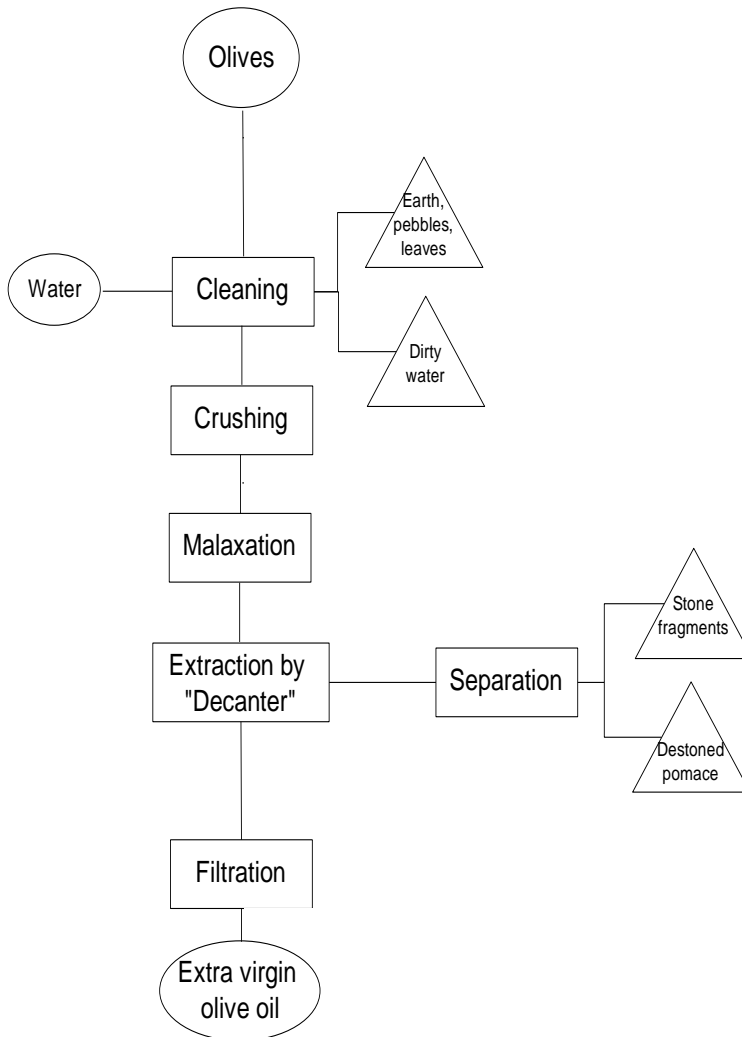 Olives
Earth,
pebbles,
leaves
Water
Cleaning
Dirty
water
Crushing
Malaxation
Stone
fragments
Extraction by
"Decanter"
Separation
Destoned
pomace
Filtration
Extra virgin
olive oil